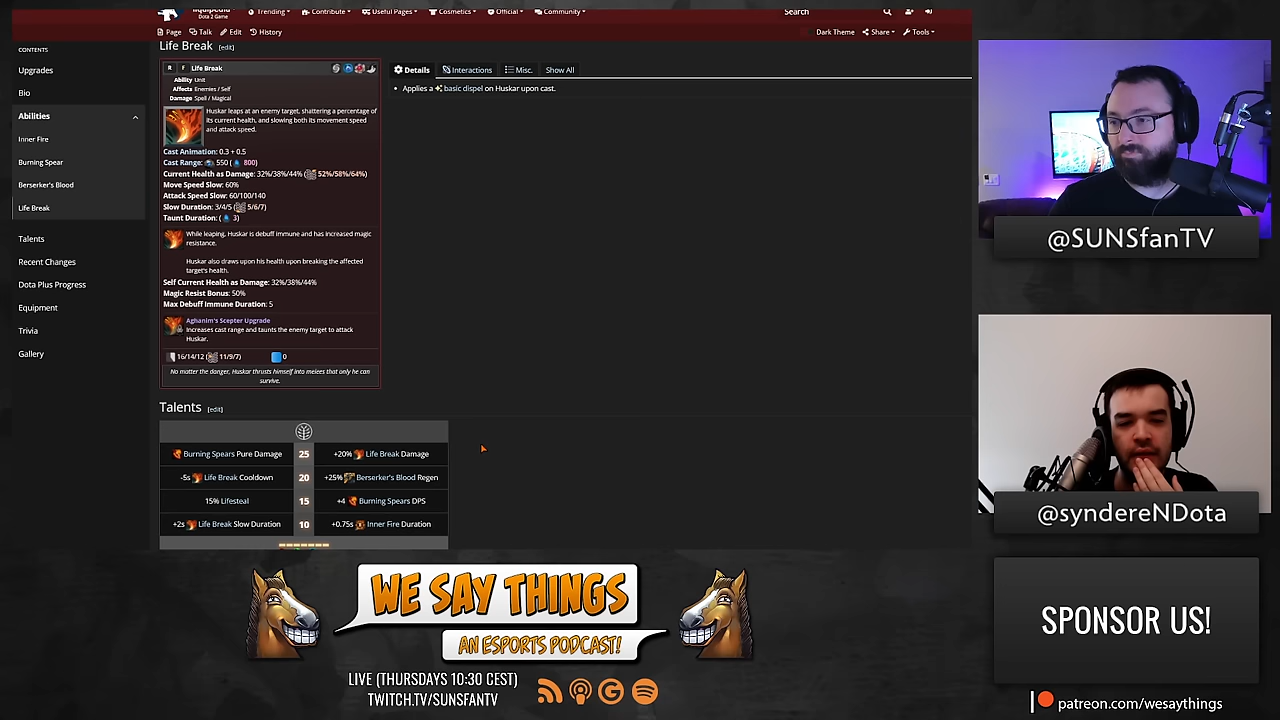 Dota 2 Game
Trending
Contribute
Useful Pages
Cosmetics
Official
Community
Search
Page
Talk
Edit
History
Dark Theme
Share
Tools
CONTENTS
Upgrades
Bio
Abilities
Inner Fire
Burning Spear
Berserker's Blood
Life Break
Talents
Recent Changes
Dota Plus Progress
Equipment
Trivia
Gallery
Life Break [edit]
R F Life Break
Ability Unit
Affects Enemies / Self
Damage Spell / Magical
Huskar leaps at an enemy target, shattering a percentage of
its current health, and slowing both its movement speed
and attack speed.
Cast Animation: 0.3 + 0.5
Cast Range: 550 ( 800)
Current Health as Damage: 32%/38%/44% ( 52%/58%/64%)
Move Speed Slow: 60%
Attack Speed Slow: 60/100/140
Slow Duration: 3/4/5 ( 5/6/7)
Taunt Duration: ( 3)
While leaping, Huskar is debuff immune and has increased magic
resistance.
Huskar also draws upon his health upon breaking the affected
target's health.
Self Current Health as Damage: 32%/38%/44%
Magic Resist Bonus: 50%
Max Debuff Immune Duration: 5
Aghanim's Scepter Upgrade
Increases cast range and taunts the enemy target to attack
Huskar.
16/14/12 ( 11/9/7) 0
No matter the danger, Huskar thrusts himself into melees that only he can
survive.
Details
Interactions
Misc.
Show All
• Applies a basic dispel on Huskar upon cast.
Talents [edit]
Burning Spears Pure Damage 25 +20% Life Break Damage
-5s Life Break Cooldown 20 +25% Berserker's Blood Regen
15% Lifesteal 15 +4 Burning Spears DPS
+2s Life Break Slow Duration 10 +0.75s Inner Fire Duration
@SUNSfanTV
@syndereNDota
WE SAY THINGS
AN ESPORTS PODCAST!
LIVE (THURSDAYS 10:30 CEST)
TWITCH.TV/SUNSFANTV
SPONSOR US!
patreon.com/wesaythings